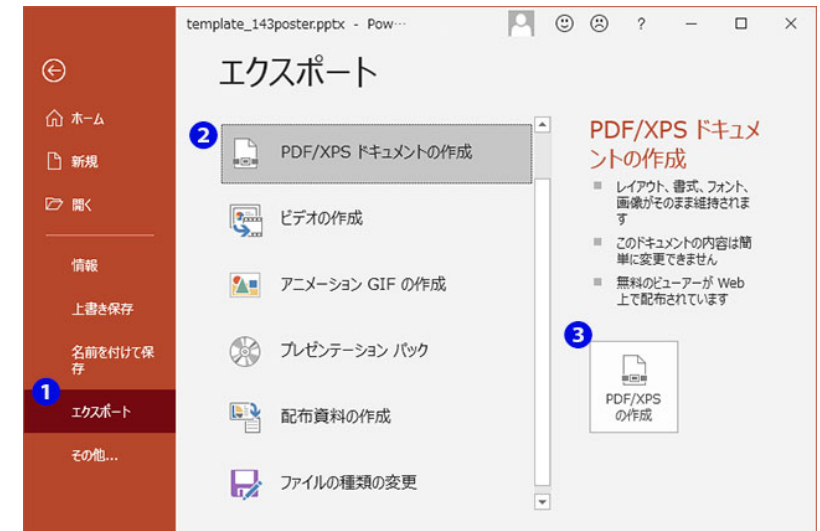 template_143poster.pptx - Pow…
?
エクスポート
ホーム
新規
開く
情報
上書き保存
名前を付けて保
存
1
エクスポート
その他...
2
PDF/XPS ドキュメントの作成
ビデオの作成
アニメーション GIF の作成
プレゼンテーション パック
配布資料の作成
ファイルの種類の変更
PDF/XPS ドキュメ
ントの作成
レイアウト、書式、フォント、
画像がそのまま維持されま
す
このドキュメントの内容は簡
単に変更できません
無料のビューアーが Web
上で配布されています
3
PDF/XPS
の作成